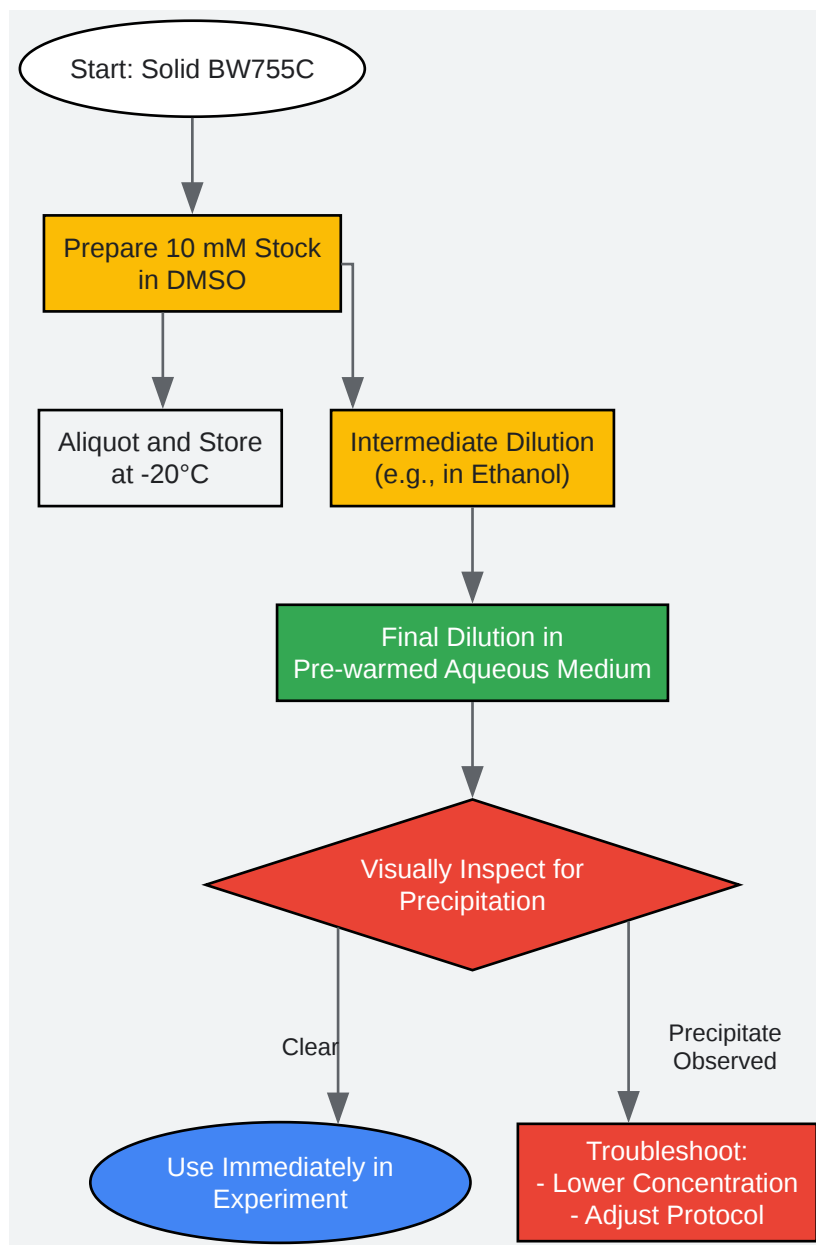 Start: Solid BW755C
Prepare 10 mM Stock
in DMSO
Aliquot and Store
at -20°C
Intermediate Dilution
(e.g., in Ethanol)
Final Dilution in
Pre-warmed Aqueous Medium
Visually Inspect for
Precipitation
Clear
Precipitate
Observed
Use Immediately in
Experiment
Troubleshoot:
- Lower Concentration
- Adjust Protocol